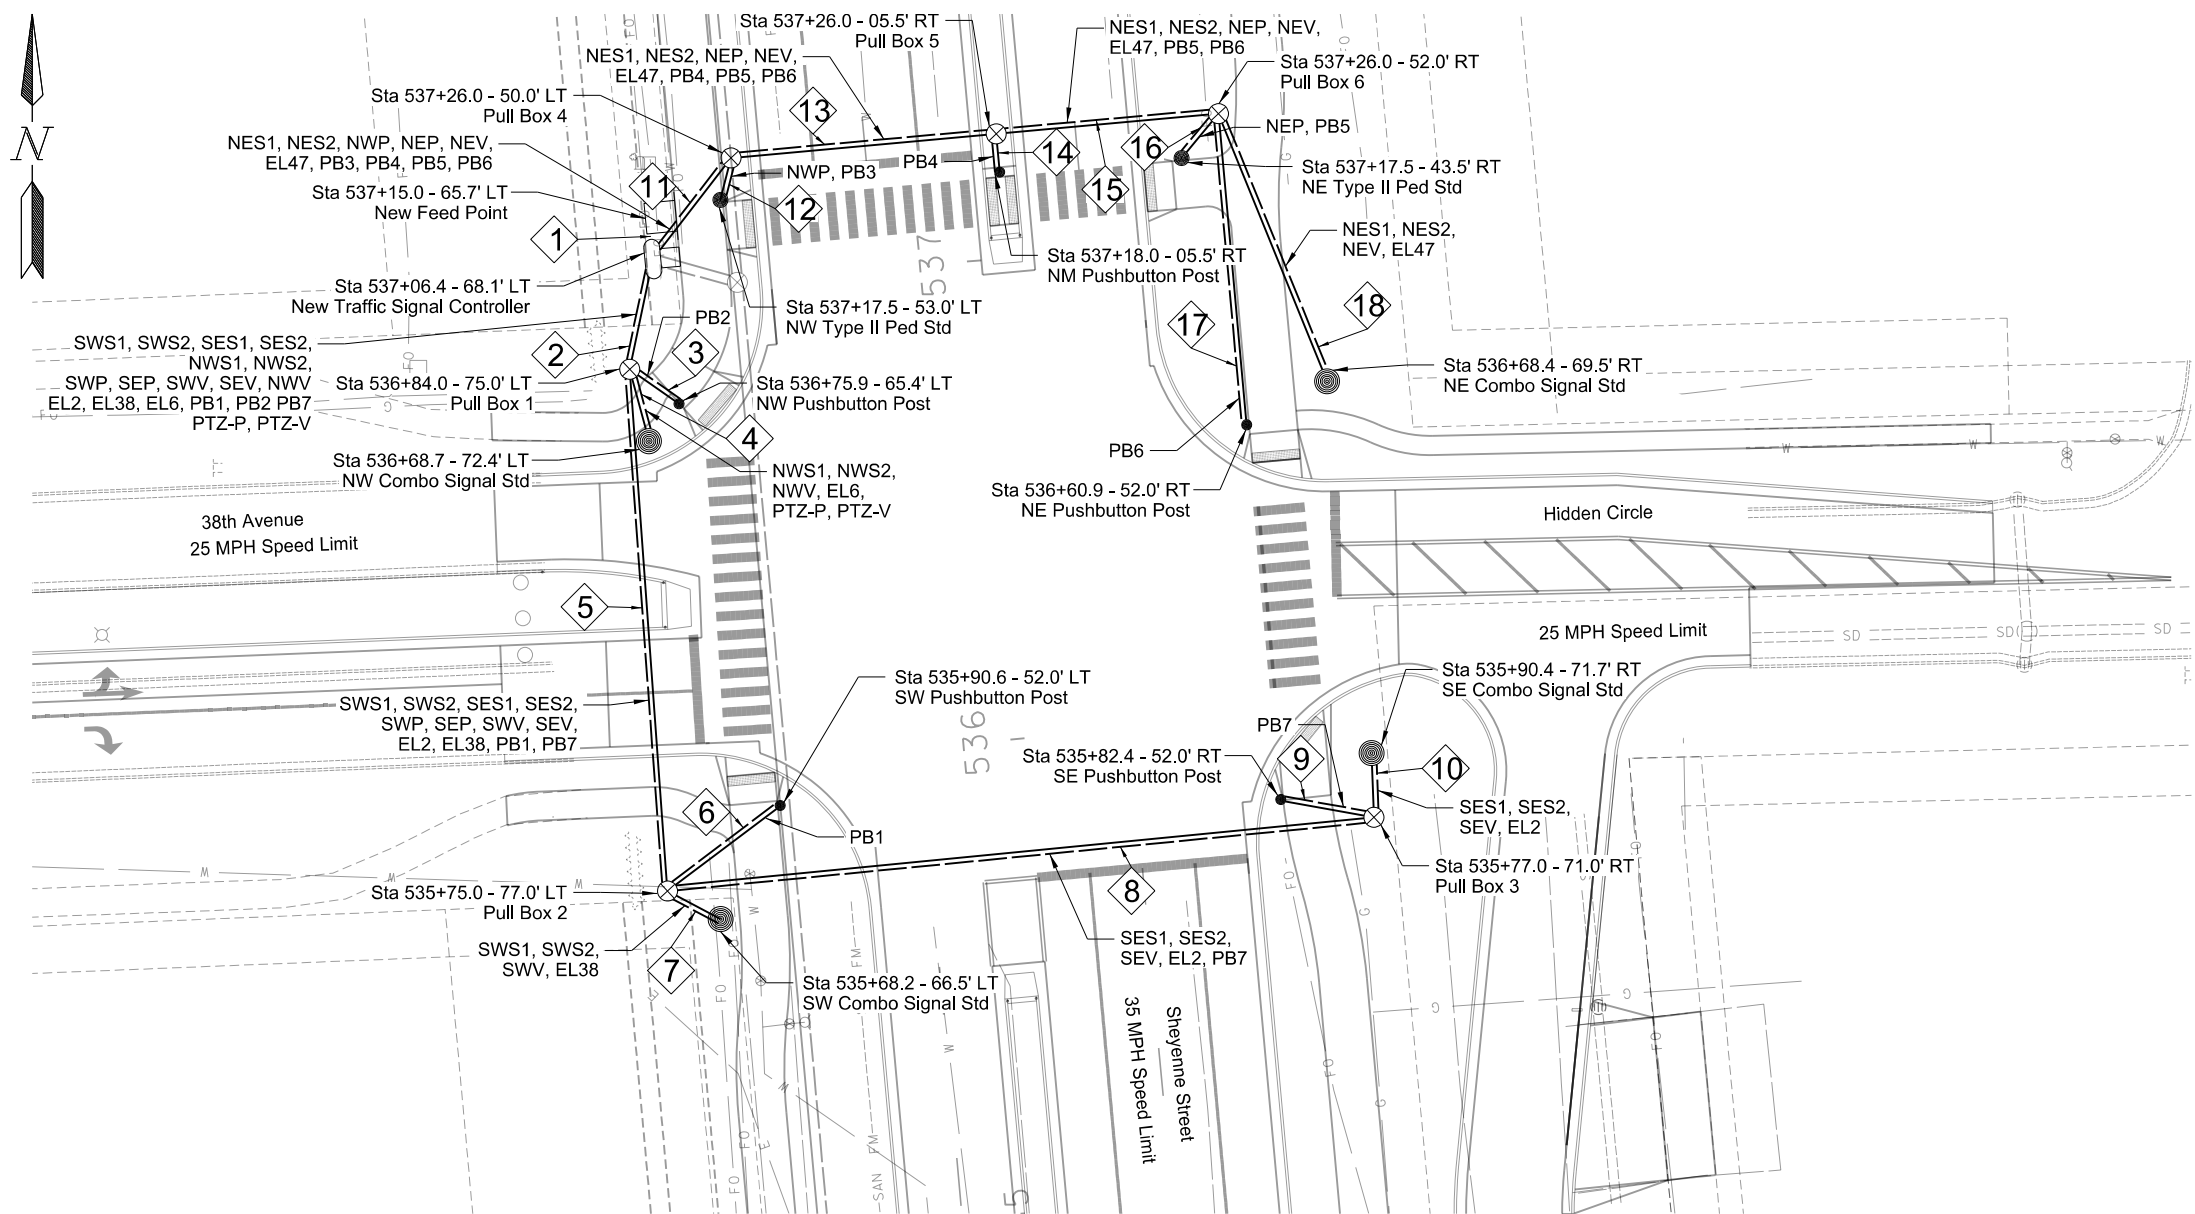 N
Sta 537+26.0 - 05.5' RT
Pull Box 5
NES1, NES2, NEP, NEV,
EL47, PB5, PB6
NES1, NES2, NEP, NEV,
EL47, PB4, PB5, PB6
Sta 537+26.0 - 52.0' RT
Pull Box 6
Sta 537+26.0 - 50.0' LT
Pull Box 4
13
NEP, PB5
NES1, NES2, NWP, NEP, NEV,
EL47, PB3, PB4, PB5, PB6
PB4
14
16
11
NWP, PB3
15
Sta 537+17.5 - 43.5' RT
NE Type II Ped Std
Sta 537+15.0 - 65.7' LT
New Feed Point
12
1
NES1, NES2,
NEV, EL47
537
Sta 537+18.0 - 05.5' RT
NM Pushbutton Post
Sta 537+06.4 - 68.1' LT
New Traffic Signal Controller
Sta 537+17.5 - 53.0' LT
NW Type II Ped Std
18
17
PB2
SWS1, SWS2, SES1, SES2,
NWS1, NWS2,
SWP, SEP, SWV, SEV, NWV
EL2, EL38, EL6, PB1, PB2 PB7
PTZ-P, PTZ-V
2
3
Sta 536+84.0 - 75.0' LT
Pull Box 1
Sta 536+75.9 - 65.4' LT
NW Pushbutton Post
Sta 536+68.4 - 69.5' RT
NE Combo Signal Std
4
PB6
Sta 536+68.7 - 72.4' LT
NW Combo Signal Std
NWS1, NWS2,
NWV, EL6,
PTZ-P, PTZ-V
Sta 536+60.9 - 52.0' RT
NE Pushbutton Post
38th Avenue
25 MPH Speed Limit
Hidden Circle
5
25 MPH Speed Limit
SD
SD
SD
Sta 535+90.6 - 52.0' LT
SW Pushbutton Post
Sta 535+90.4 - 71.7' RT
SE Combo Signal Std
SWS1, SWS2, SES1, SES2,
SWP, SEP, SWV, SEV,
EL2, EL38, PB1, PB7
536
PB7
Sta 535+82.4 - 52.0' RT
SE Pushbutton Post
9
10
6
SES1, SES2,
SEV, EL2
PB1
Sta 535+77.0 - 71.0' RT
Pull Box 3
Sta 535+75.0 - 77.0' LT
Pull Box 2
8
SWS1, SWS2,
SWV, EL38
7
SES1, SES2,
SEV, EL2, PB7
Sta 535+68.2 - 66.5' LT
SW Combo Signal Std
Sheyenne Street
35 MPH Speed Limit
SAN FM
FM
FO
FO
FO
FO
FO
G
G
G
W
W
W
5